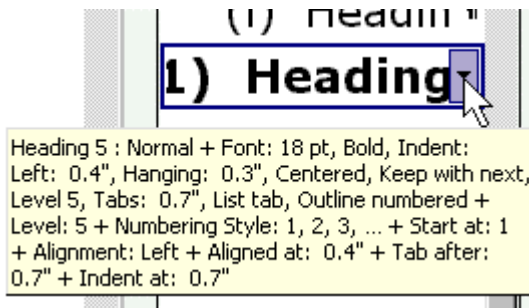 (i) Headin ¶
1) Heading
Heading 5 : Normal + Font: 18 pt, Bold, Indent:
Left:  0.4", Hanging:  0.3", Centered, Keep with next,
Level 5, Tabs:  0.7", List tab, Outline numbered +
Level: 5 + Numbering Style: 1, 2, 3, … + Start at: 1
+ Alignment: Left + Aligned at:  0.4" + Tab after:
0.7" + Indent at:  0.7"